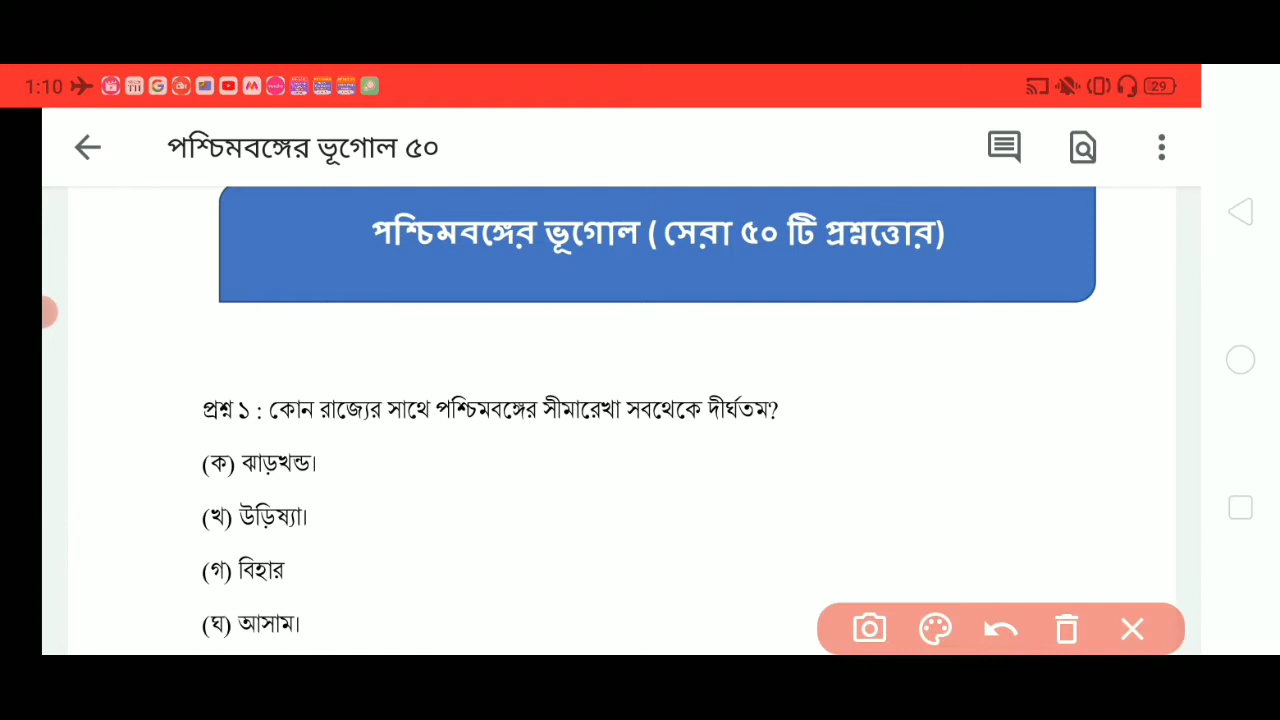 1:10
29
পশ্চিমবঙ্গের ভূগোল ৫০
পশ্চিমবঙ্গের ভূগোল ( সেরা ৫০ টি প্রশ্নত্তোর)
প্রশ্ন ১ : কোন রাজ্যের সাথে পশ্চিমবঙ্গের সীমারেখা সবথেকে দীর্ঘতম?
(ক) ঝাড়খন্ড।
(খ) উড়িষ্যা।
(গ) বিহার
(ঘ) আসাম।